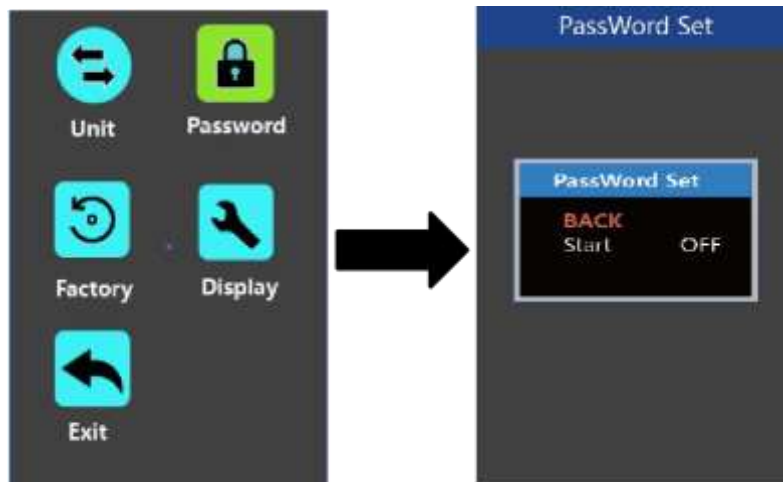 Unit
Password
Factory
Display
Exit
PassWord Set
PassWord Set
BACK
Start OFF